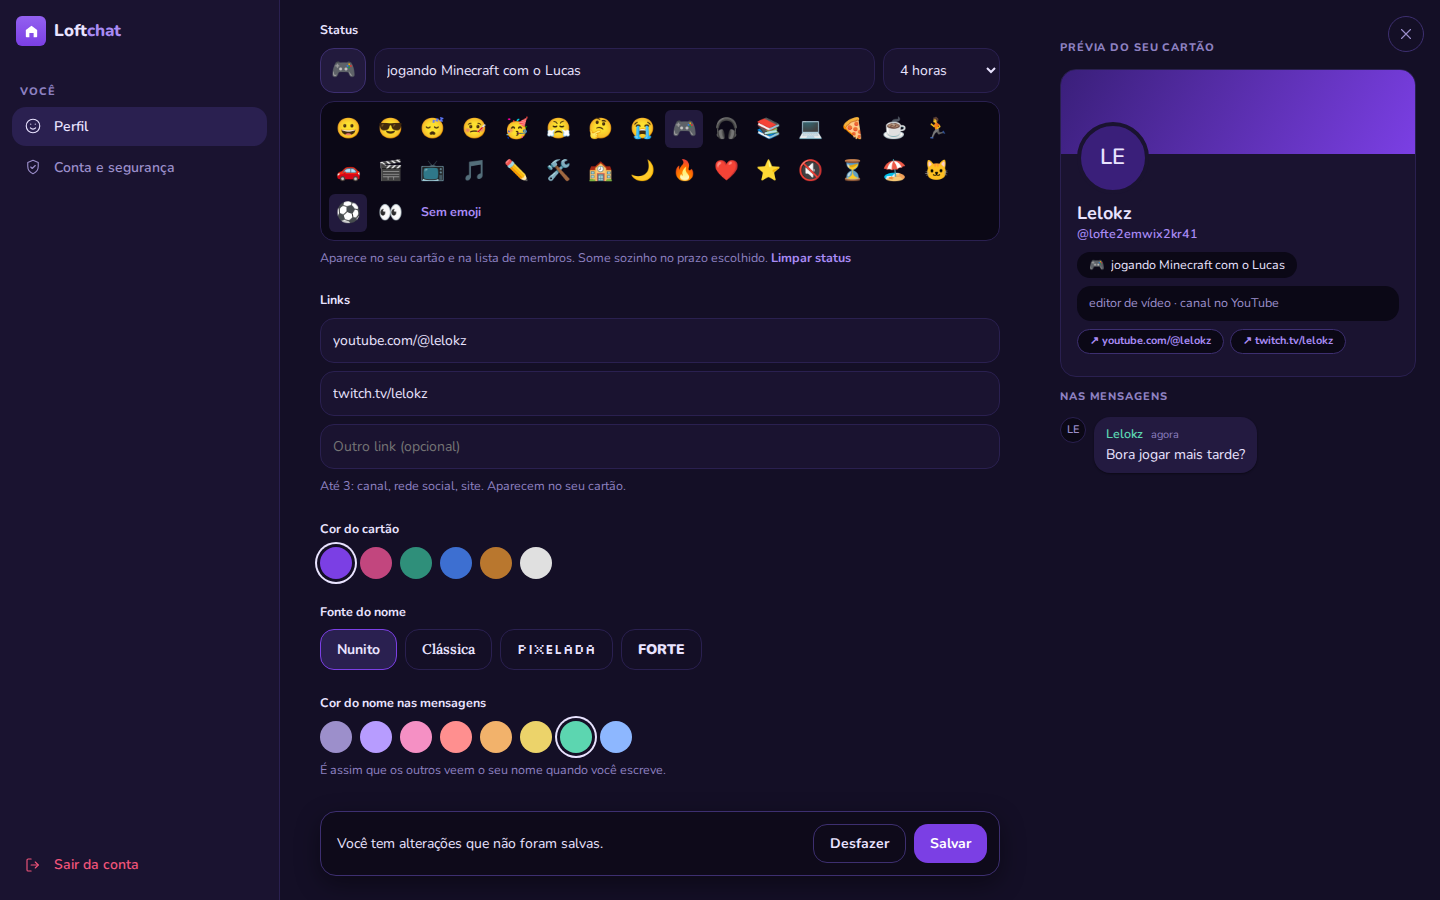 Loftchat
VOCÊ
Perfil
Conta e segurança
Sair da conta
Status
jogando Minecraft com o Lucas
4 horas
Sem emoji
Aparece no seu cartão e na lista de membros. Some sozinho no prazo escolhido. Limpar status
Links
youtube.com/@lelokz
twitch.tv/lelokz
Outro link (opcional)
Até 3: canal, rede social, site. Aparecem no seu cartão.
Cor do cartão
Fonte do nome
Nunito
Clássica
PIXELADA
FORTE
Cor do nome nas mensagens
É assim que os outros veem o seu nome quando você escreve.
Você tem alterações que não foram salvas.
Desfazer
Salvar
PRÉVIA DO SEU CARTÃO
LE
Lelokz
@lofte2emwix2kr41
jogando Minecraft com o Lucas
editor de vídeo · canal no YouTube
↗ youtube.com/@lelokz
↗ twitch.tv/lelokz
NAS MENSAGENS
LE
Lelokz agora
Bora jogar mais tarde?